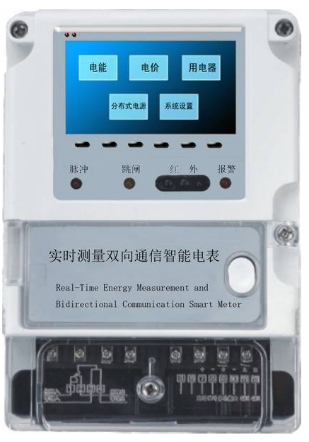 电能 电价 用电器
分布式电源 系统设置
脉冲 跳闸 红 外 报警
实时测量双向通信智能电表
Real-Time Energy Measurement and
Bidirectional Communication Smart Meter